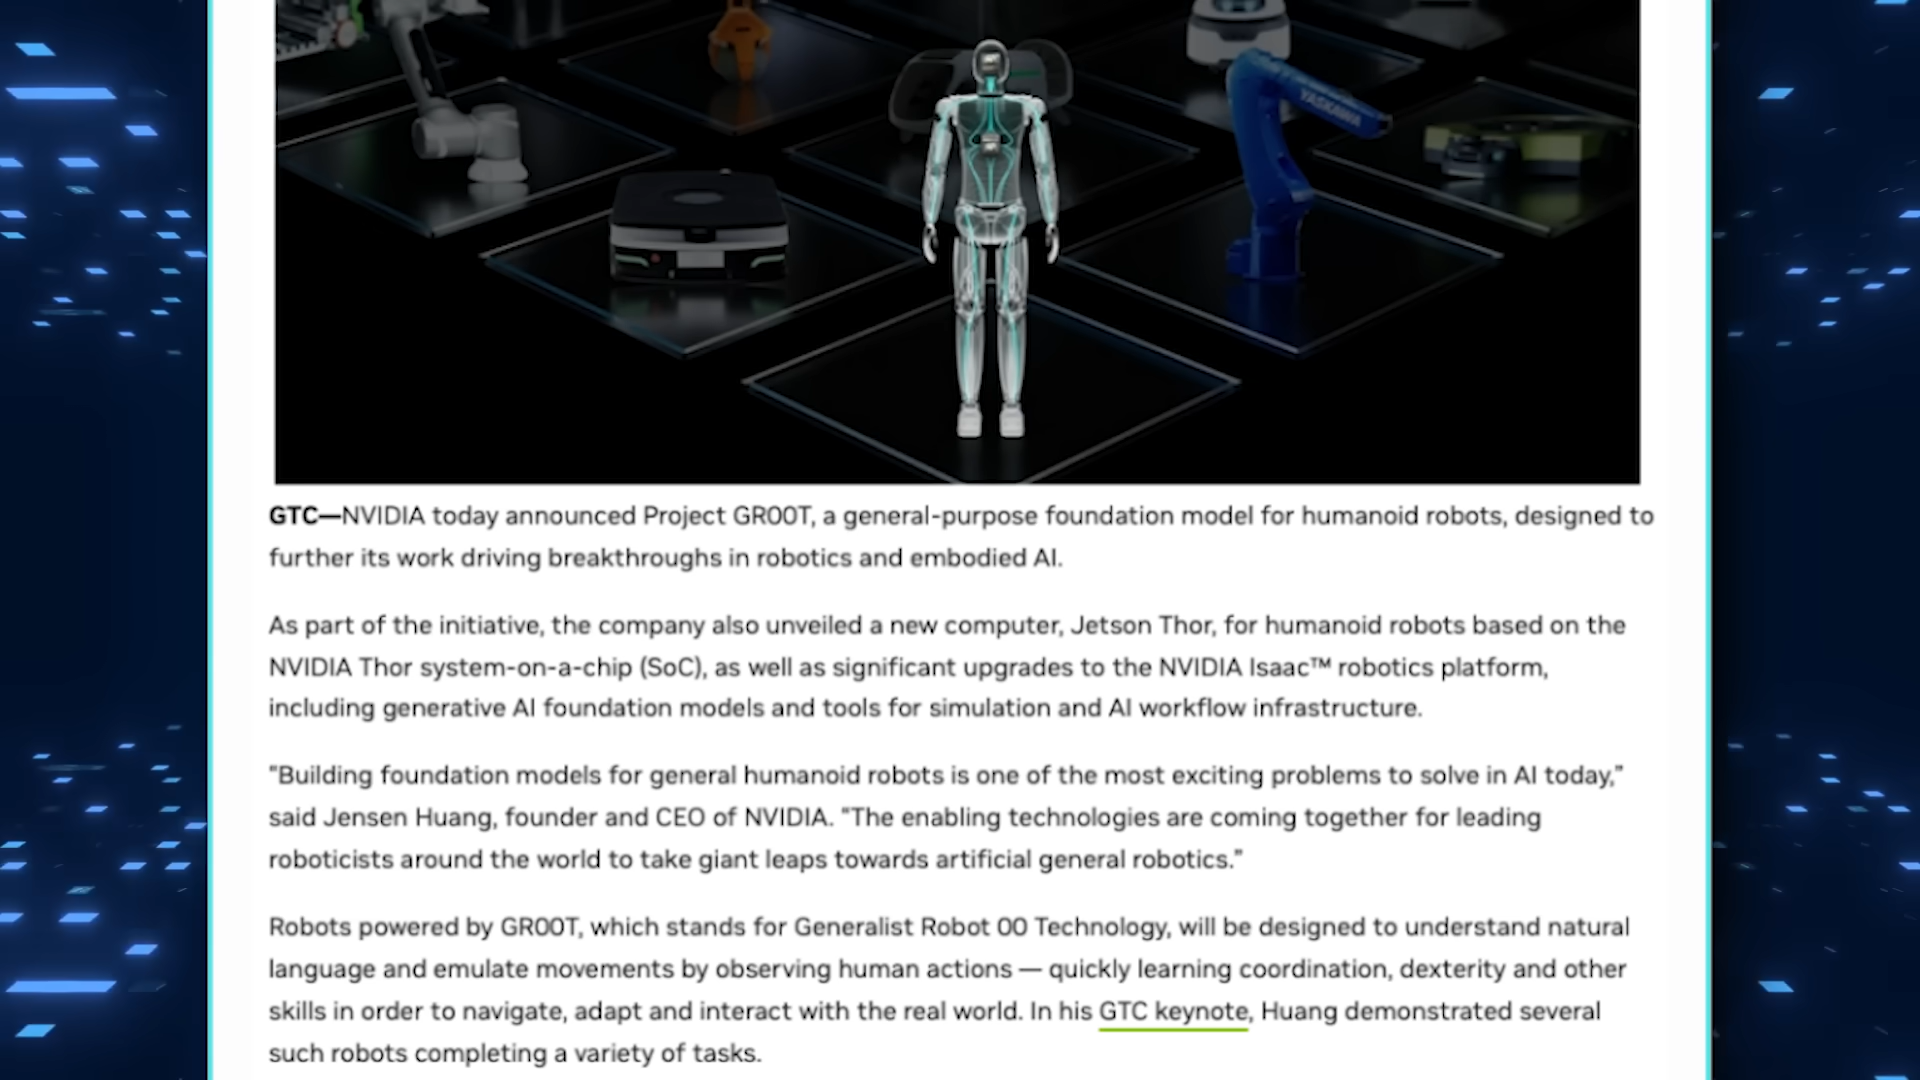 YASKAWA
GTC—NVIDIA today announced Project GR00T, a general-purpose foundation model for humanoid robots, designed to
further its work driving breakthroughs in robotics and embodied AI.
As part of the initiative, the company also unveiled a new computer, Jetson Thor, for humanoid robots based on the
NVIDIA Thor system-on-a-chip (SoC), as well as significant upgrades to the NVIDIA Isaac™ robotics platform,
including generative AI foundation models and tools for simulation and AI workflow infrastructure.
"Building foundation models for general humanoid robots is one of the most exciting problems to solve in AI today,"
said Jensen Huang, founder and CEO of NVIDIA. "The enabling technologies are coming together for leading
roboticists around the world to take giant leaps towards artificial general robotics."
Robots powered by GR00T, which stands for Generalist Robot 00 Technology, will be designed to understand natural
language and emulate movements by observing human actions — quickly learning coordination, dexterity and other
skills in order to navigate, adapt and interact with the real world. In his GTC keynote, Huang demonstrated several
such robots completing a variety of tasks.